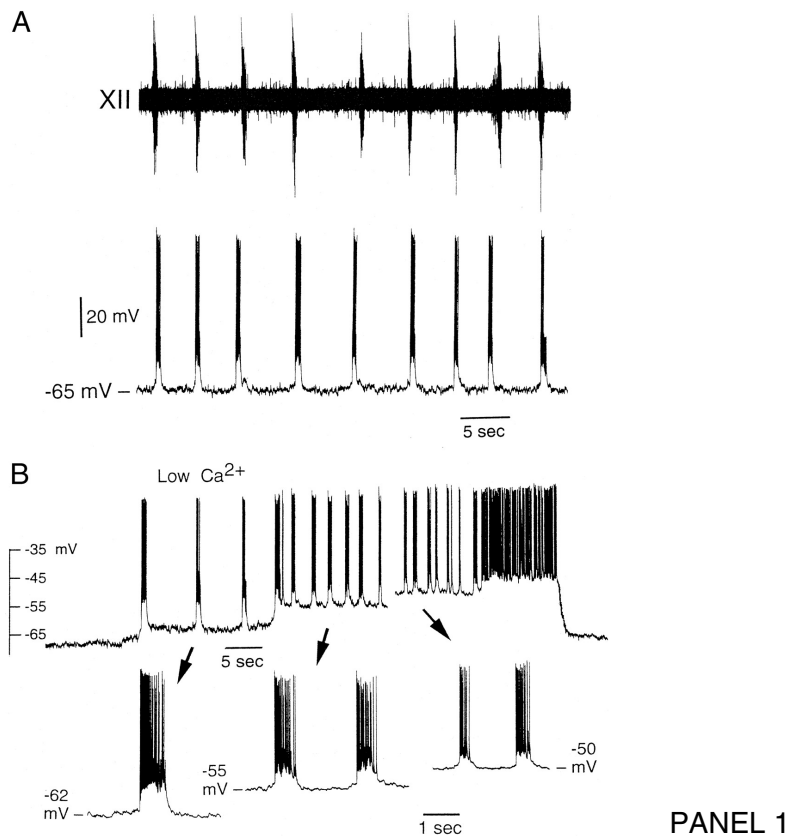 A
XII
20 mV
-65 mV –
5 sec
B
Low Ca2+
-35 mV
-45
-55
-65
5 sec
-62
mV –
-55
mV –
-50
– mV
1 sec
PANEL 1